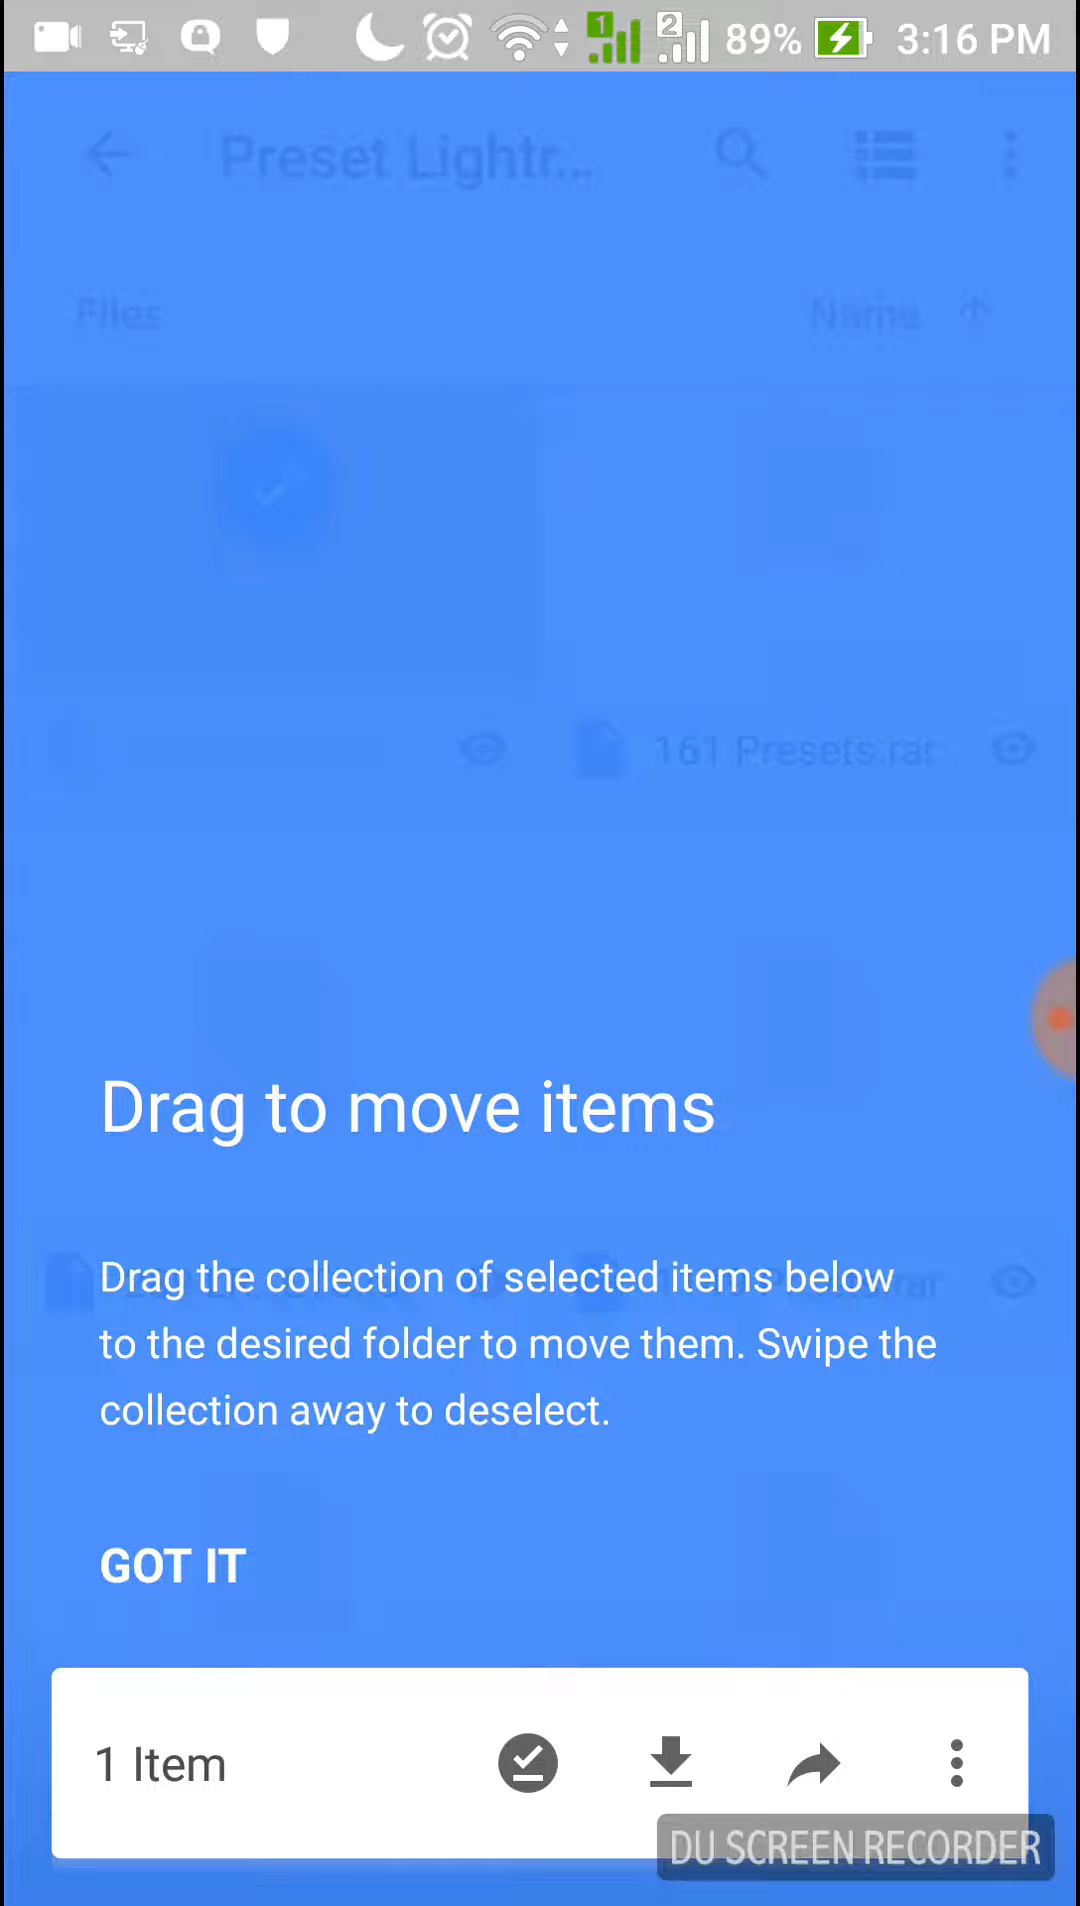 1 2 89% 3:16 PM
Preset Lightr...
Files Name
161 Presets.rar
Drag to move items
Drag the collection of selected items below
to the desired folder to move them. Swipe the
collection away to deselect.
GOT IT
1 Item
DU SCREEN RECORDER